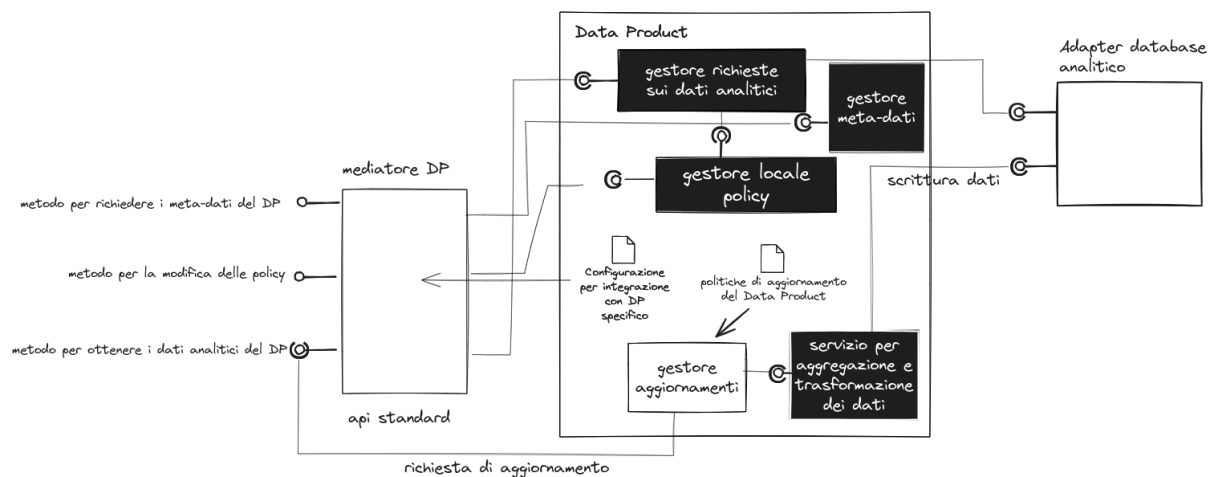 Data Product
Adapter database
analitico
gestore richieste
sui dati analitici
gestore
meta-dati
mediatore DP
gestore locale
policy
scrittura dati
metodo per richiedere i meta-dati del DP
metodo per la modifica delle policy
Configurazione
per integrazione
con DP
specifico
politiche di aggiornamento
del Data Product
metodo per ottenere i dati analitici del DP
gestore
aggiornamenti
servizio per
aggregazione e
trasformazione
dei dati
api standard
richiesta di aggiornamento